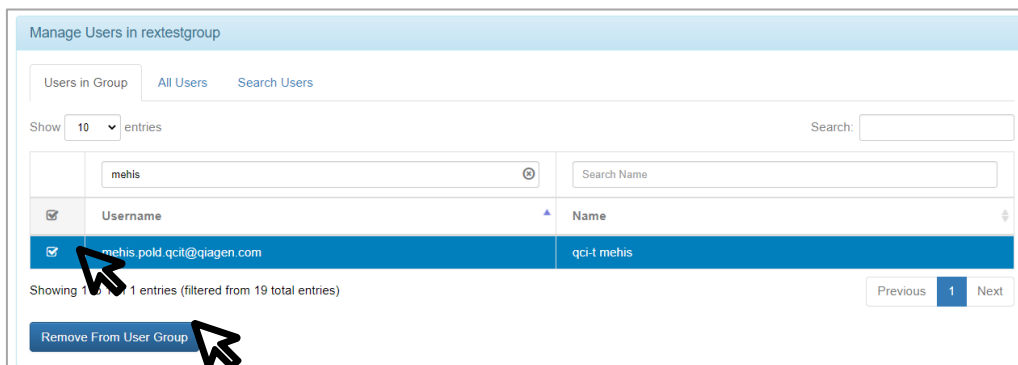 Manage Users in rextestgroup
Users in Group All Users Search Users
Show 10 entries Search:
mehis Search Name
Username Name
mehis.pold.qcit@qiagen.com qci-t mehis
Showing 1 1 entries (filtered from 19 total entries) Previous 1 Next
Remove From User Group